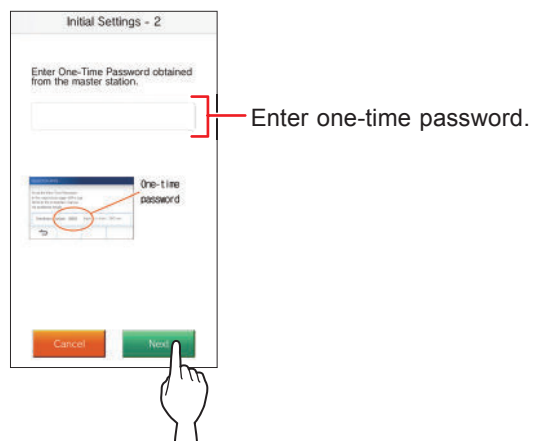 Initial Settings - 2
Enter One-Time Password obtained
from the master station.
Enter one-time password.
One-time
password
Cancel
Next